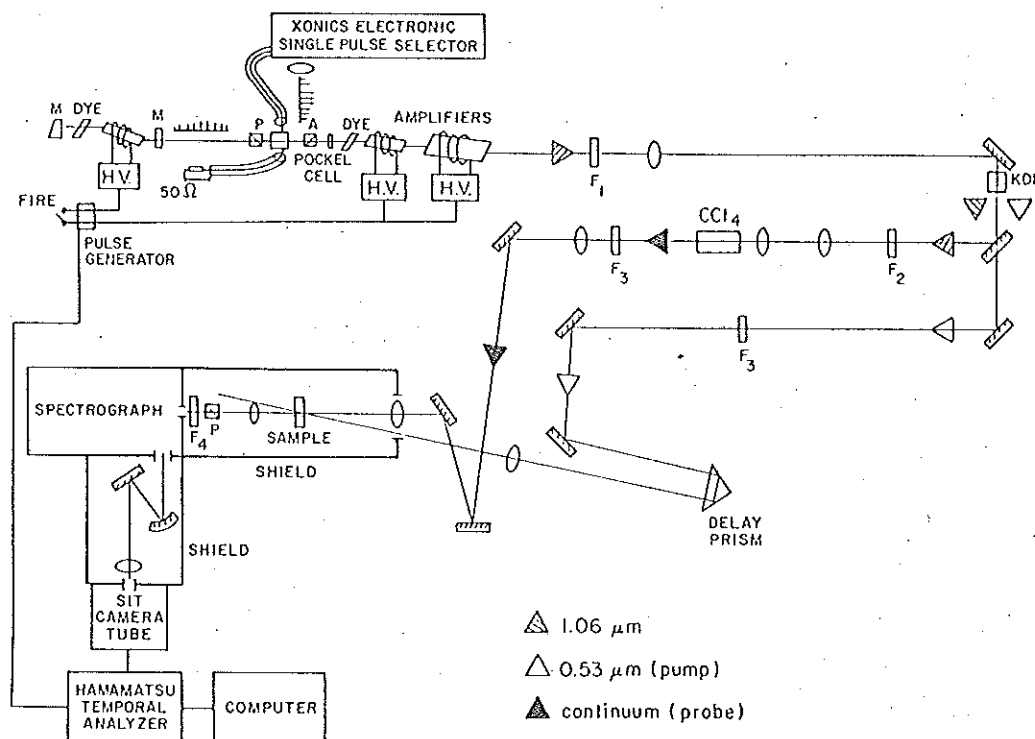 XONICS ELECTRONIC
SINGLE PULSE SELECTOR
M DYE
M
P
A
DYE
AMPLIFIERS
POCKEL
CELL
50Ω
H.V.
H.V.
H.V.
FIRE
PULSE
GENERATOR
F1
KDP
CCl4
F3
F2
F3
SPECTROGRAPH
F4
P
SAMPLE
SHIELD
DELAY
PRISM
SHIELD
SIT
CAMERA
TUBE
HAMAMATSU
TEMPORAL
ANALYZER
COMPUTER
1.06 μm
0.53 μm (pump)
continuum (probe)